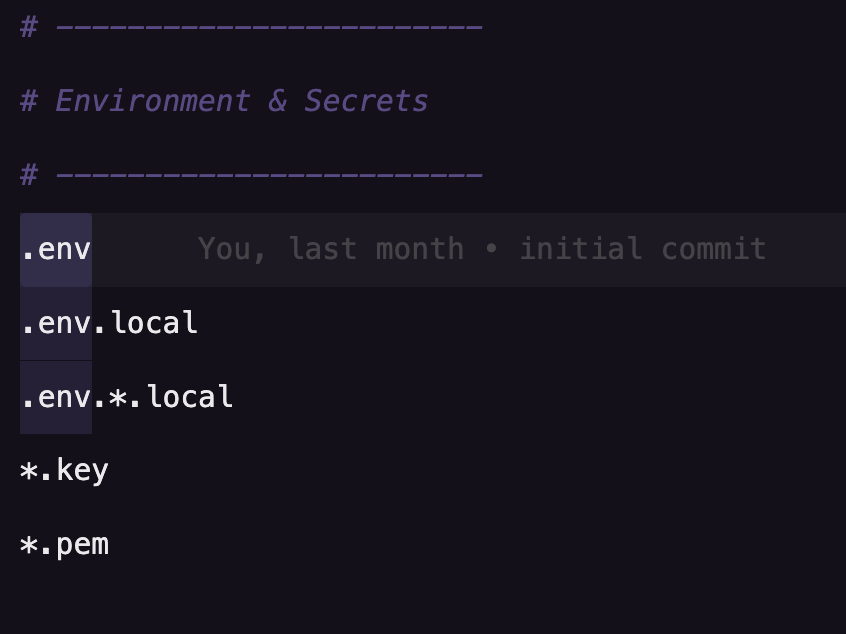 # ------------------------
# Environment & Secrets
# ------------------------
.env You, last month • initial commit
.env.local
.env.*.local
*.key
*.pem